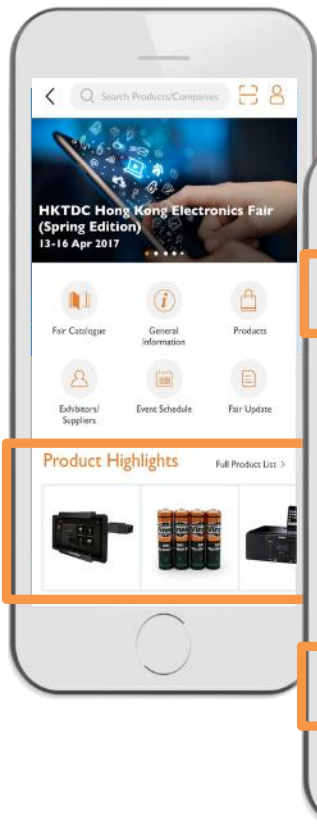 Search Products/Companies
HKTDC Hong Kong Electronics Fair
(Spring Edition)
13-16 Apr 2017
Fair Catalogue
General
Information
Products
Exhibitors/
Suppliers
Event Schedule
Fair Update
Product Highlights
Full Product List >